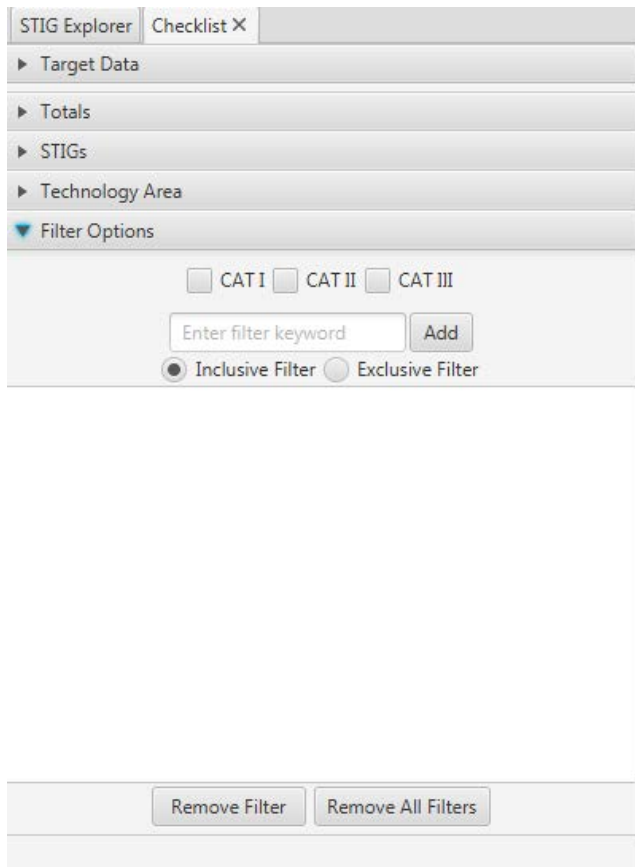 STIG Explorer Checklist ✕
Target Data
Totals
STIGs
Technology Area
Filter Options
CAT I CAT II CAT III
Enter filter keyword Add
Inclusive Filter Exclusive Filter
Remove Filter Remove All Filters